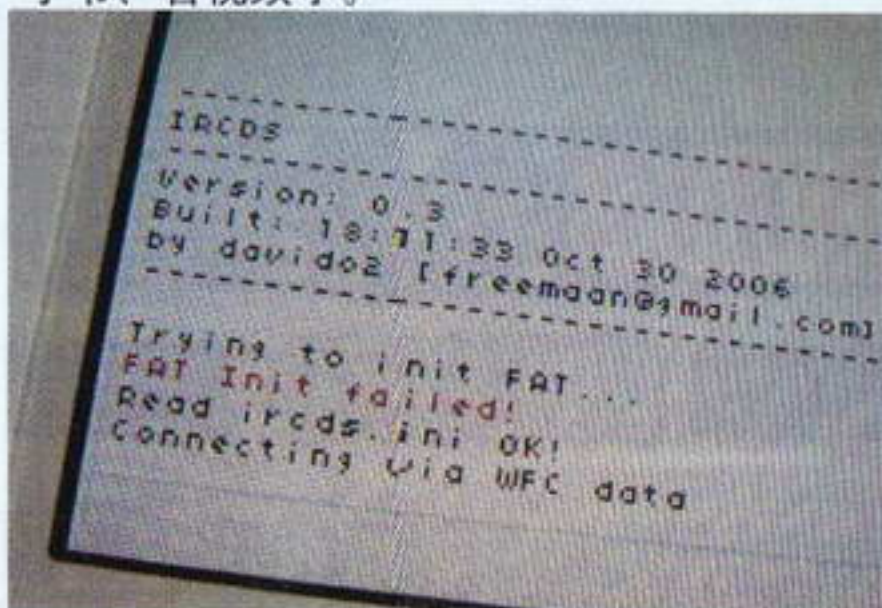 --------------------
IRCDS
--------------------
Version: 0.3
Built: 18:11:33 Oct 30 2006
by davido2 [freemaan@gmail.com]
--------------------
Trying to init FAT...
FAT Init failed!
Read ircds.ini OK!
Connecting via WFC data